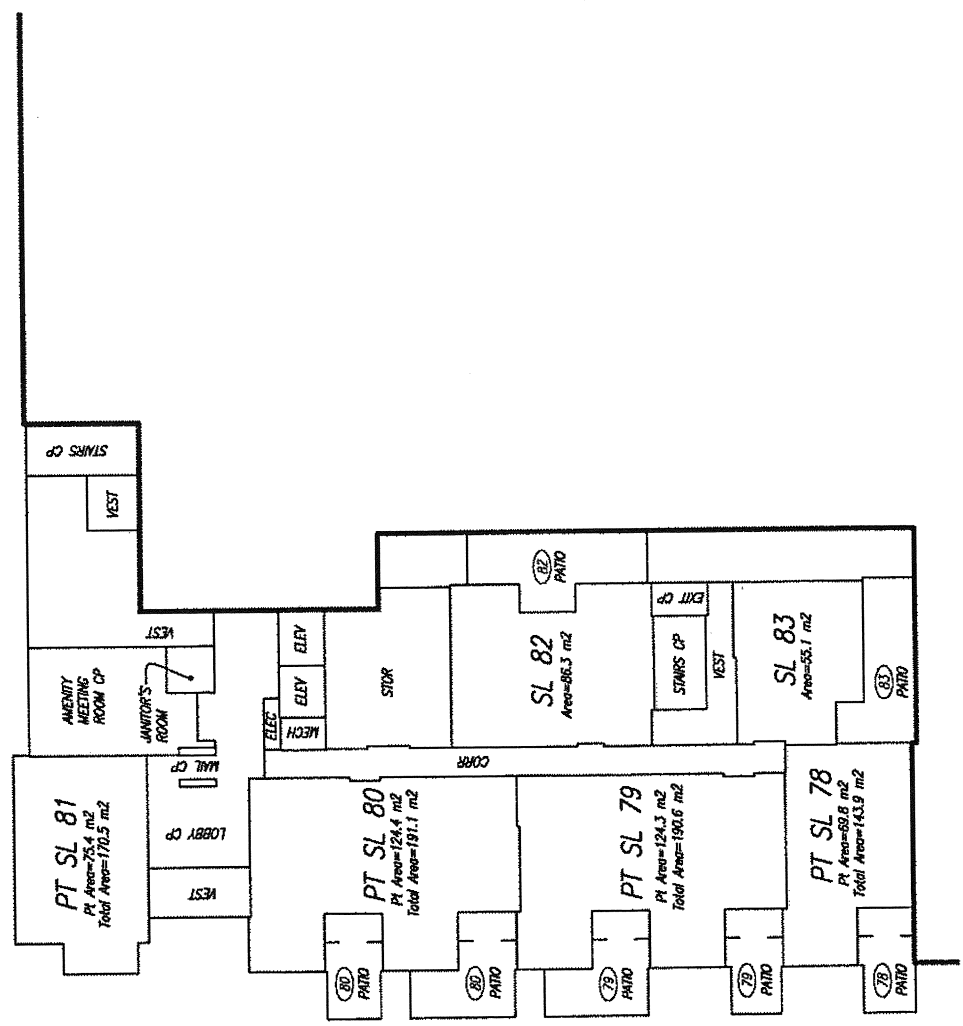 STAIRS CP
VEST
VEST
AMENITY
MEETING
ROOM CP
JANITOR'S
ROOM
MAIL CP
LOBBY CP
VEST
PT SL 81
Pt Area=75.4 m2
Total Area=170.5 m2
ELEV
ELEV
MECH
ELEC
STOR
CORR
82
PATIO
SL 82
Area=86.3 m2
EXIT CP
STAIRS CP
VEST
SL 83
Area=55.1 m2
83
PATIO
PT SL 80
Pt Area=124.4 m2
Total Area=191.1 m2
PT SL 79
Pt Area=124.3 m2
Total Area=190.6 m2
PT SL 78
Pt Area=69.8 m2
Total Area=143.9 m2
80
PATIO
80
PATIO
79
PATIO
79
PATIO
78
PATIO